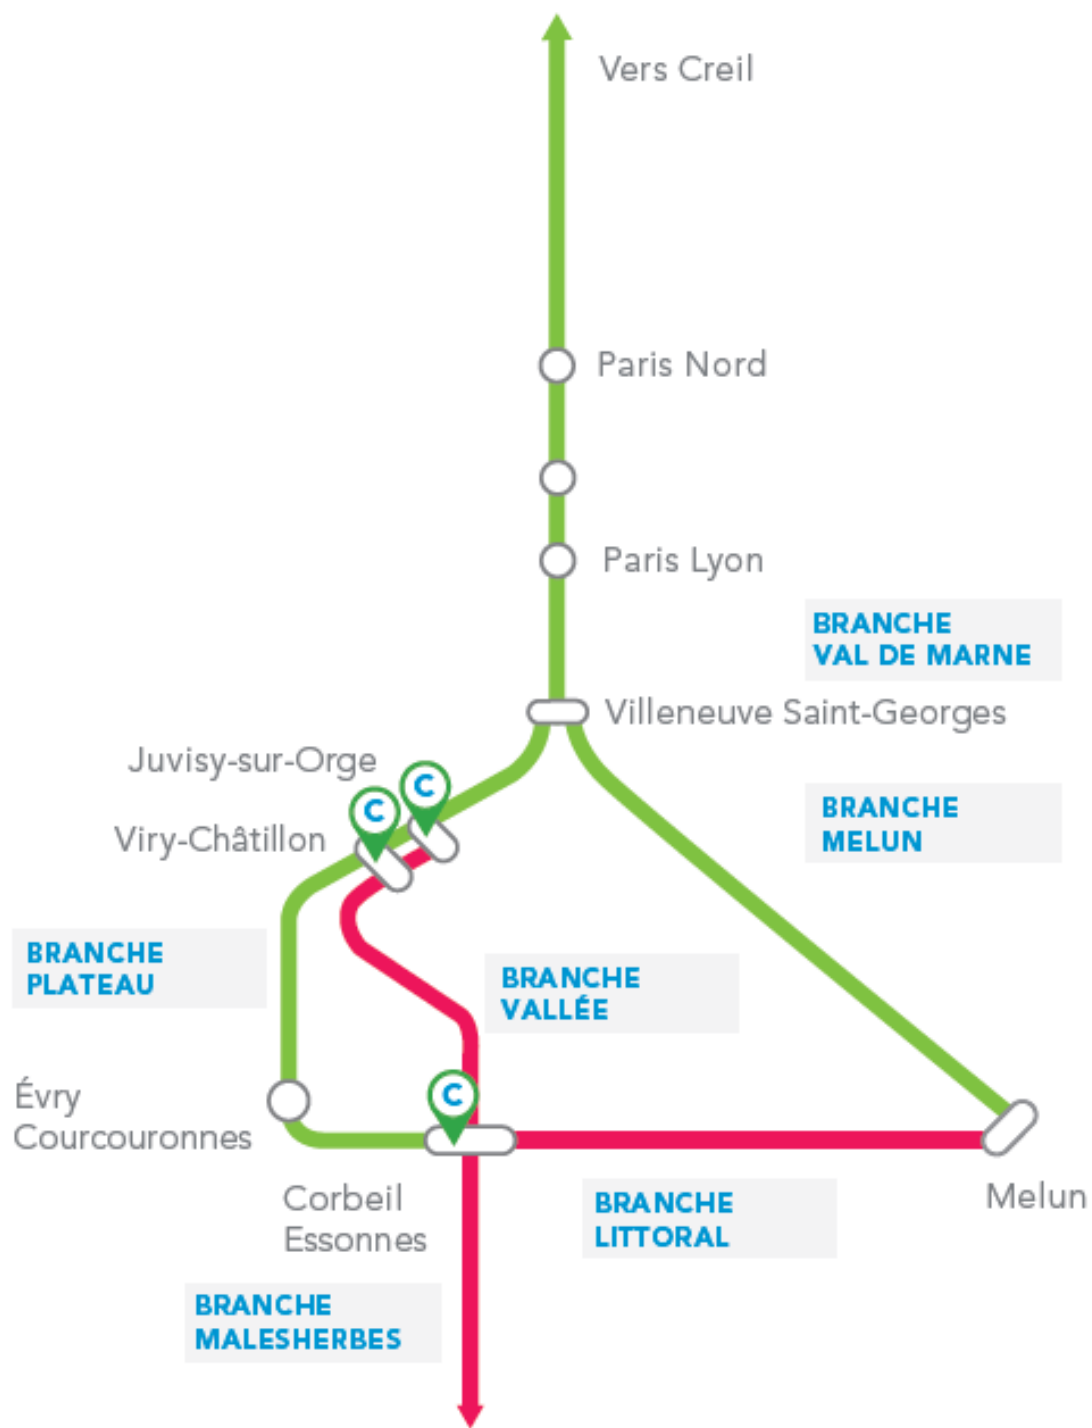 Vers Creil
Paris Nord
Paris Lyon
BRANCHE
VAL DE MARNE
Villeneuve Saint-Georges
Juvisy-sur-Orge
C
C
Viry-Châtillon
BRANCHE
MELUN
BRANCHE
PLATEAU
BRANCHE
VALLÉE
Évry
Courcouronnes
C
Corbeil
Essonnes
BRANCHE
LITTORAL
Melun
BRANCHE
MALESHERBES